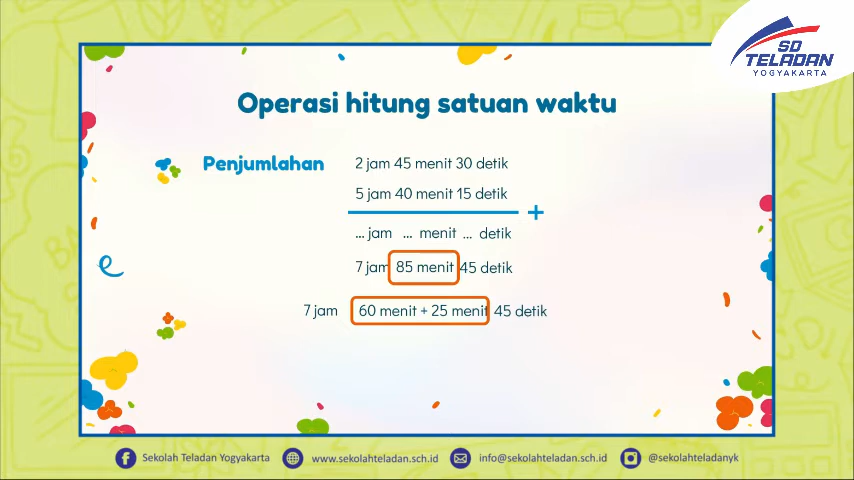 SD
TELADAN
YOGYAKARTA
Operasi hitung satuan waktu
Penjumlahan
2 jam 45 menit 30 detik
5 jam 40 menit 15 detik
+
... jam ... menit ... detik
7 jam 85 menit 45 detik
7 jam 60 menit + 25 menit 45 detik
Sekolah Teladan Yogyakarta www.sekolahteladan.sch.id info@sekolahteladan.sch.id @sekolahteladanyk